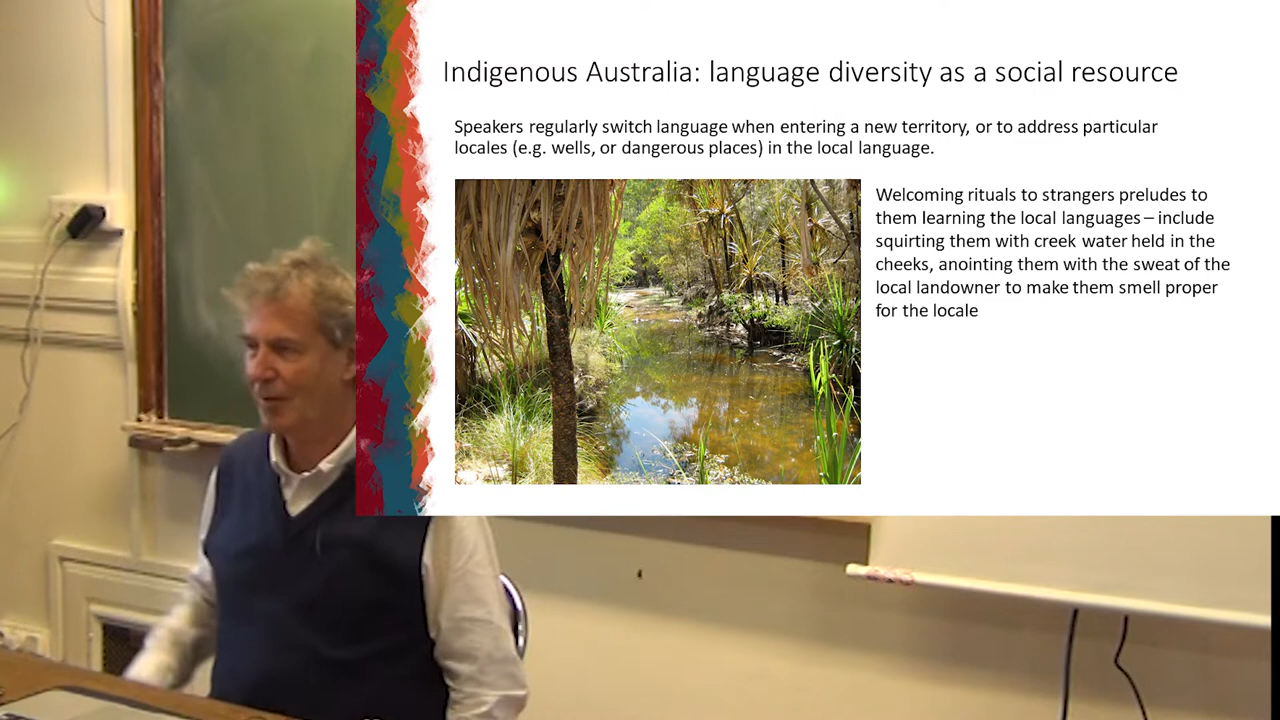 Indigenous Australia: language diversity as a social resource
Speakers regularly switch language when entering a new territory, or to address particular
locales (e.g. wells, or dangerous places) in the local language.
Welcoming rituals to strangers preludes to
them learning the local languages – include
squirting them with creek water held in the
cheeks, anointing them with the sweat of the
local landowner to make them smell proper
for the locale